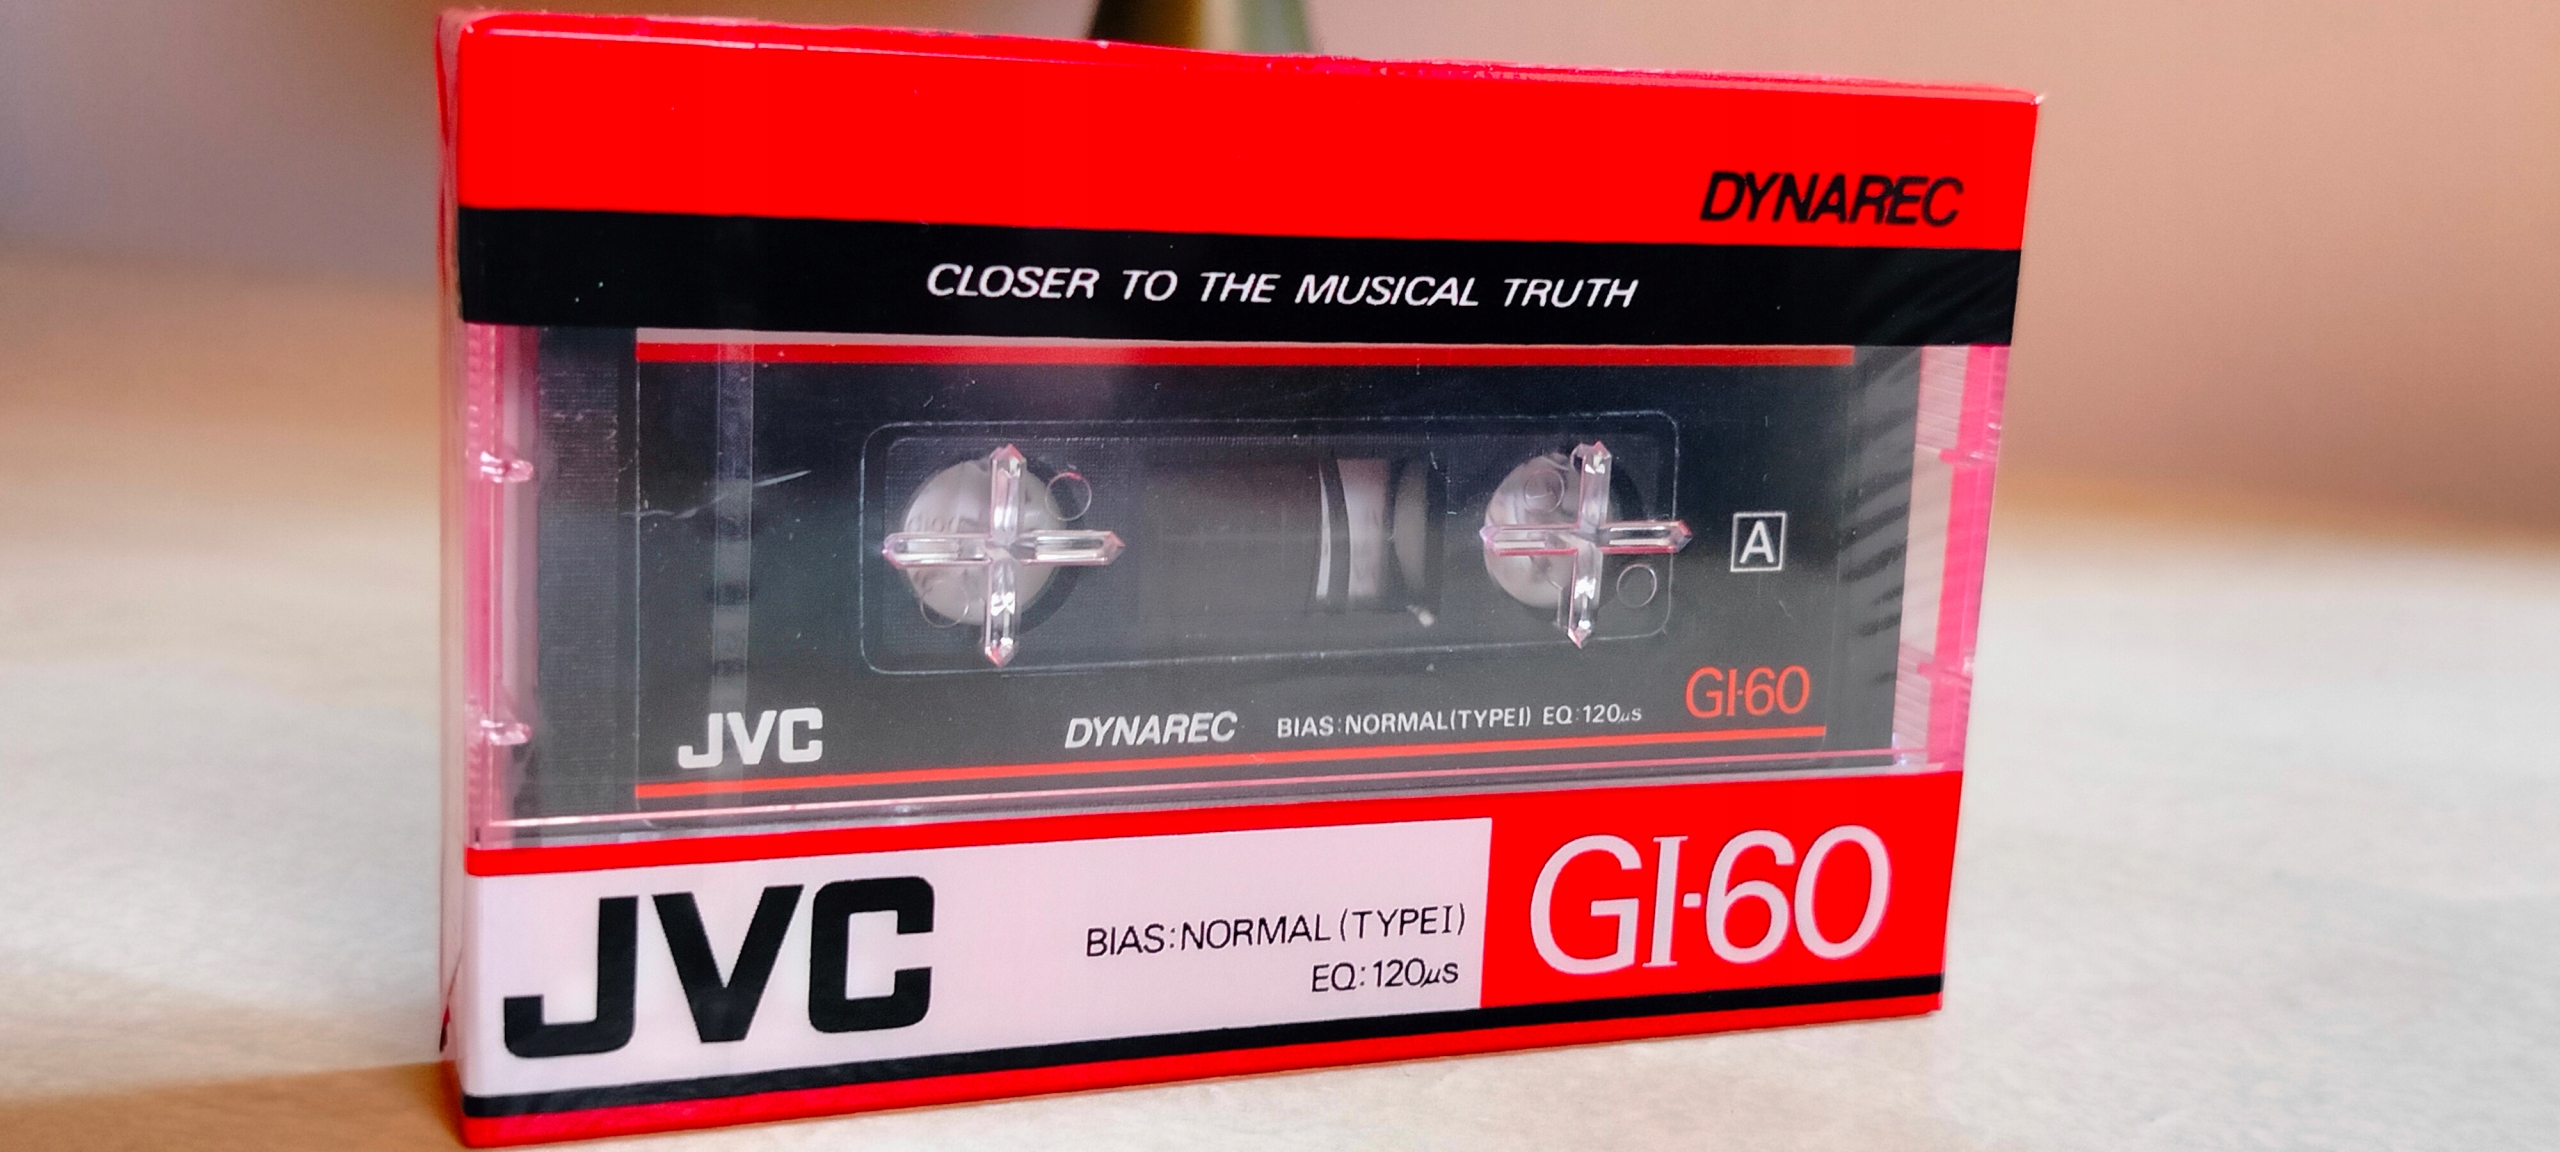 DYNAREC
CLOSER TO THE MUSICAL TRUTH
A
JVC DYNAREC BIAS:NORMAL(TYPEI) EQ:120μs GI-60
JVC BIAS:NORMAL(TYPEI) GI-60
EQ:120μs